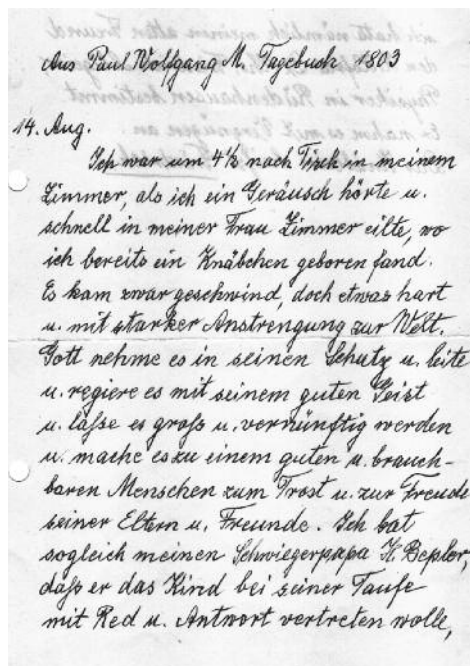 Aus Paul Wolfgang M. Tagebuch 1803
14. Aug.
Ich war um 4½ nach Tisch in meinem
Zimmer, als ich ein Geräusch hörte u.
schnell in meiner Frau Zimmer eilte, wo
ich bereits ein Knäbchen geboren fand.
Es kam zwar geschwind, doch etwas hart
u. mit starker Anstrengung zur Welt.
Gott nehme es in seinen Schutz u. leite
u. regiere es mit seinem guten Geist
u. laſse es groſs u. vernünftig werden
u. mache es zu einem guten u. brauch-
baren Menschen zum Trost u. zur Freude
seiner Eltern u. Freunde. Ich bat
sogleich meinen Schwiegerpapa H. Bepler,
daſs er das Kind bei seiner Taufe
mit Red u. Antwort vertreten wolle,